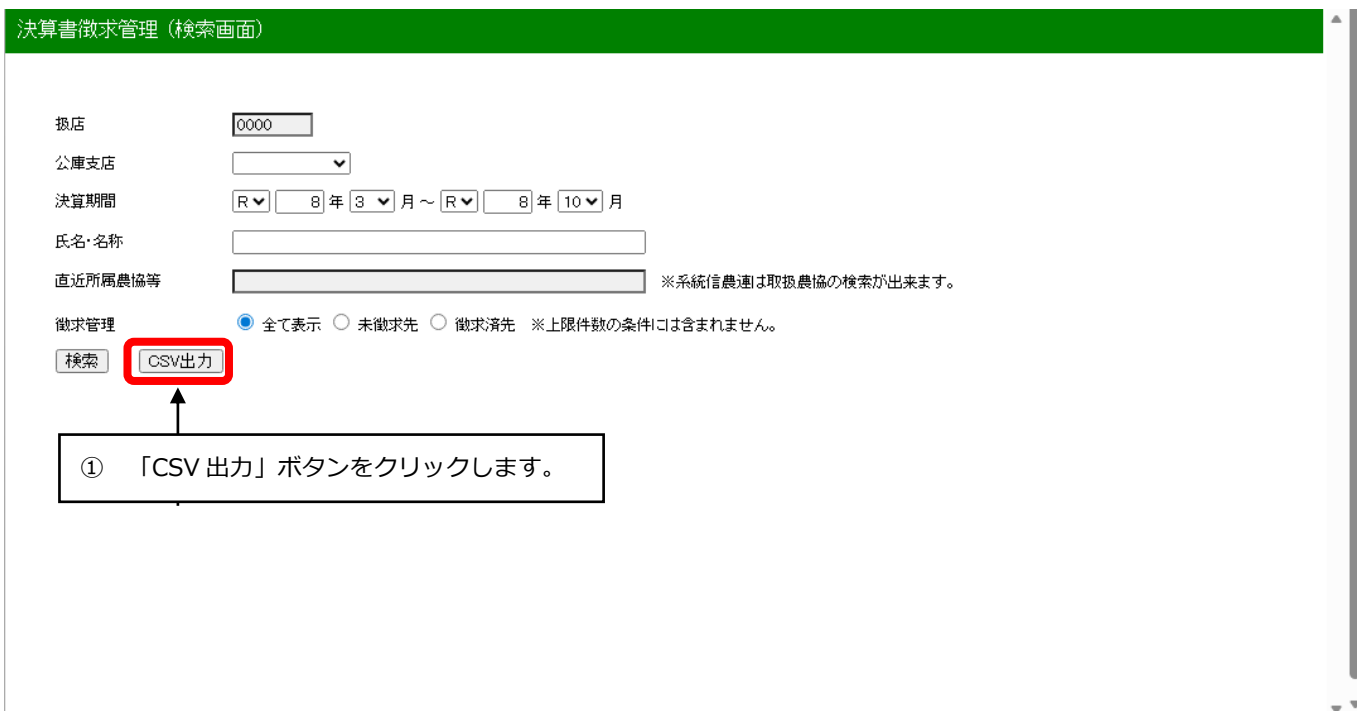 決算書徴求管理（検索画面）
扱店 0000
公庫支店
決算期間 R 8 年 3 月 ～ R 8 年 10 月
氏名・名称
直近所属農協等 ※系統信農連は取扱農協の検索が出来ます。
徴求管理 全て表示 未徴求先 徴求済先 ※上限件数の条件には含まれません。
検索 CSV出力
① 「CSV 出力」ボタンをクリックします。